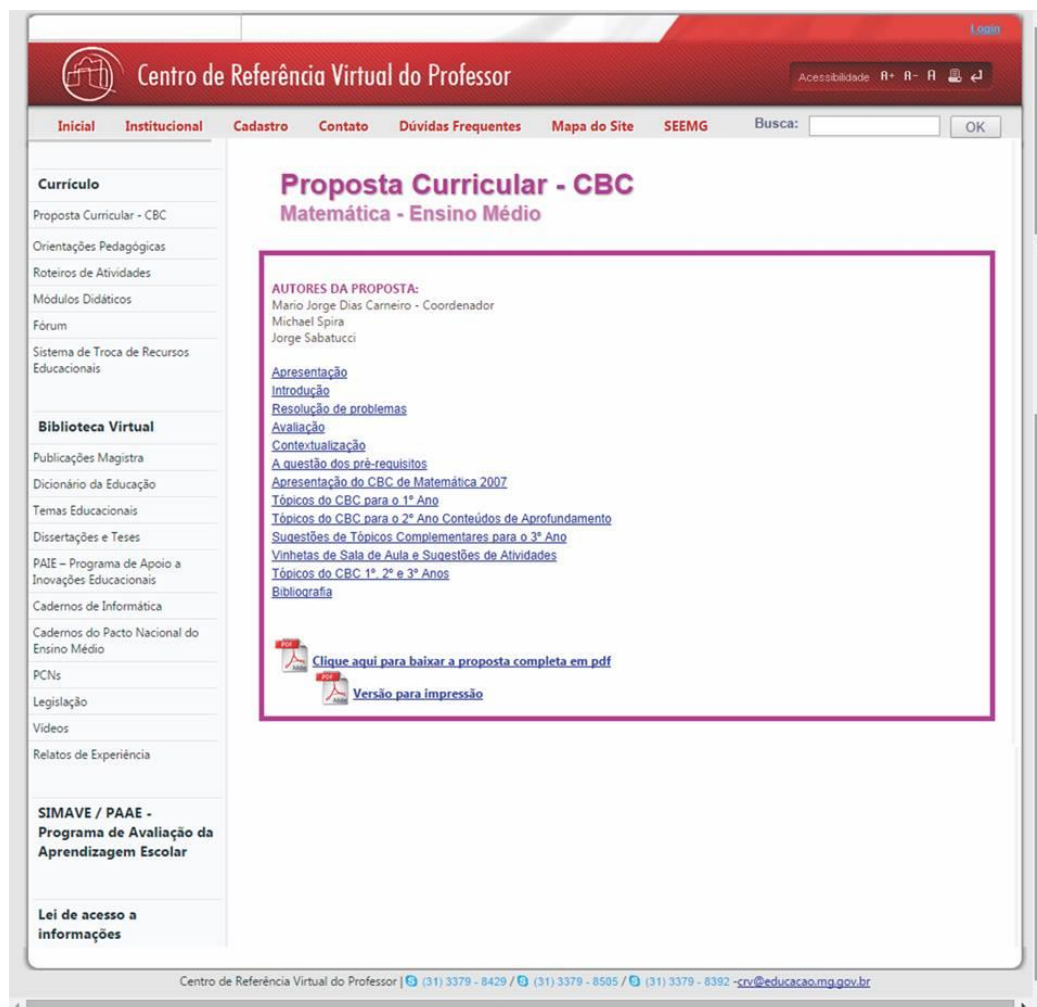 Login
Centro de Referência Virtual do Professor
Acessibilidade A+ A- A
Inicial Institucional Cadastro Contato Dúvidas Frequentes Mapa do Site SEEMG Busca: OK
Currículo
Proposta Curricular - CBC
Orientações Pedagógicas
Roteiros de Atividades
Módulos Didáticos
Fórum
Sistema de Troca de Recursos
Educacionais
Biblioteca Virtual
Publicações Magistra
Dicionário da Educação
Temas Educacionais
Dissertações e Teses
PAIE – Programa de Apoio a
Inovações Educacionais
Cadernos de Informática
Cadernos do Pacto Nacional do
Ensino Médio
PCNs
Legislação
Vídeos
Relatos de Experiência
SIMAVE / PAAE -
Programa de Avaliação da
Aprendizagem Escolar
Lei de acesso a
informações
Proposta Curricular - CBC
Matemática - Ensino Médio
AUTORES DA PROPOSTA:
Mario Jorge Dias Carneiro - Coordenador
Michael Spira
Jorge Sabatucci
Apresentação
Introdução
Resolução de problemas
Avaliação
Contextualização
A questão dos pré-requisitos
Apresentação do CBC de Matemática 2007
Tópicos do CBC para o 1º Ano
Tópicos do CBC para o 2º Ano Conteúdos de Aprofundamento
Sugestões de Tópicos Complementares para o 3º Ano
Vinhetas de Sala de Aula e Sugestões de Atividades
Tópicos do CBC 1º, 2º e 3º Anos
Bibliografia
PDF Adobe Clique aqui para baixar a proposta completa em pdf
PDF Adobe Versão para impressão
Centro de Referência Virtual do Professor | (31) 3379 - 8429 / (31) 3379 - 8505 / (31) 3379 - 8392 -crv@educacao.mg.gov.br